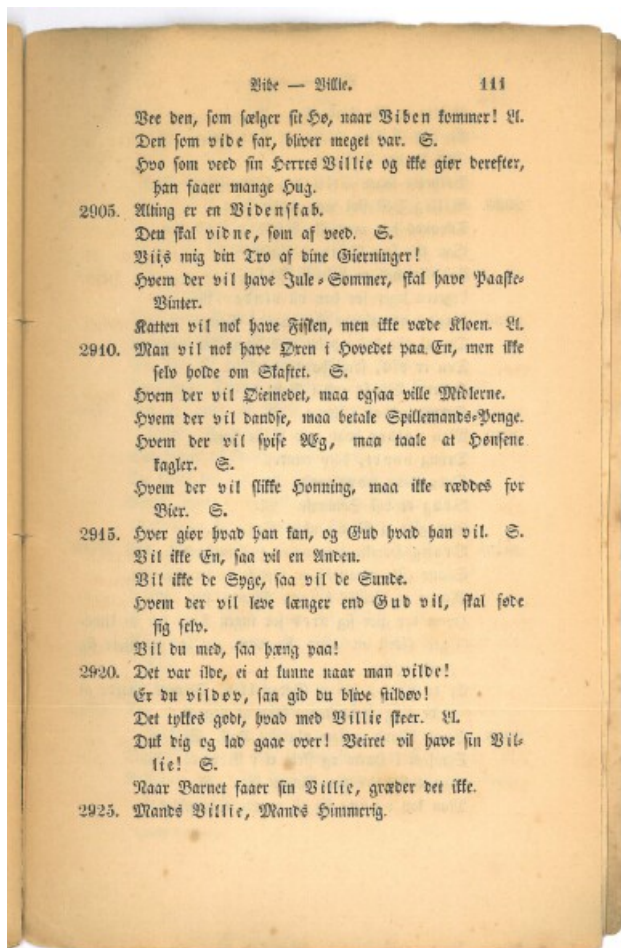 Vibe — Villie. 111
Vee den, som sælger sit Hø, naar Viben kommer! Ll.
Den som vide far, bliver meget var. S.
Hvo som veed sin Herres Villie og ikke giør derefter,
han faaer mange Hug.
2905. Alting er en Videnskab.
Den skal vidne, som af veed. S.
Viis mig din Tro af dine Gierninger!
Hvem der vil have Jule-Sommer, skal have Paaske-
Vinter.
Katten vil nok have Fisken, men ikke væde Kloen. Ll.
2910. Man vil nok have Øxen i Hovedet paa En, men ikke
selv holde om Skaftet. S.
Hvem der vil Øiemedet, maa ogsaa ville Midlerne.
Hvem der vil dandse, maa betale Spillemands-Penge.
Hvem der vil spise Æg, maa taale at Hønsene
kagler. S.
Hvem der vil slikke Honning, maa ikke ræddes for
Bier. S.
2915. Hver giør hvad han kan, og Gud hvad han vil. S.
Vil ikke En, saa vil en Anden.
Vil ikke de Syge, saa vil de Sunde.
Hvem der vil leve længer end Gud vil, skal føde
sig selv.
Vil du med, saa hæng paa!
2920. Det var ilde, ei at kunne naar man vilde!
Er du vildøv, saa gid du blive stildøv!
Det tykkes godt, hvad med Villie skeer. Ll.
Duk dig og lad gaae over! Veiret vil have sin Vil-
lie! S.
Naar Barnet faaer sin Villie, græder det ikke.
2925. Mands Villie, Mands Himmerig.